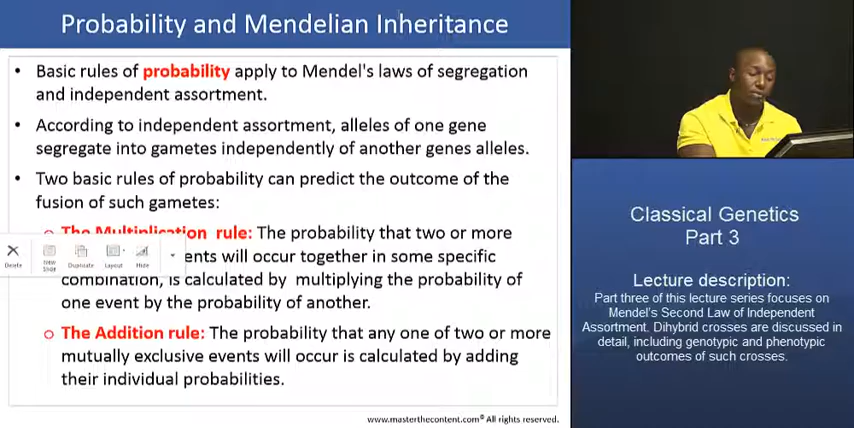 Probability and Mendelian Inheritance
• Basic rules of probability apply to Mendel's laws of segregation
and independent assortment.
• According to independent assortment, alleles of one gene
segregate into gametes independently of another genes alleles.
• Two basic rules of probability can predict the outcome of the
fusion of such gametes:
o The Multiplication rule: The probability that two or more
ents will occur together in some specific
combination, is calculated by multiplying the probability of
one event by the probability of another.
o The Addition rule: The probability that any one of two or more
mutually exclusive events will occur is calculated by adding
their individual probabilities.
Delete
New
Slide
Duplicate
Layout
Hide
www.masterthecontent.com® All rights reserved.
Classical Genetics
Part 3
Lecture description:
Part three of this lecture series focuses on
Mendel's Second Law of Independent
Assortment. Dihybrid crosses are discussed in
detail, including genotypic and phenotypic
outcomes of such crosses.